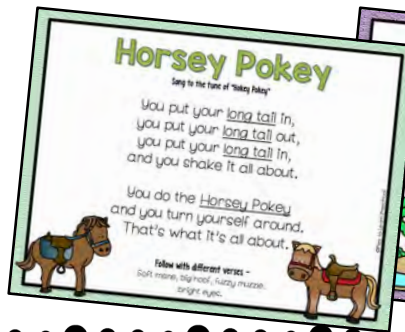 Horsey Pokey
Song to the tune of "Hokey Pokey"
You put your long tail in,
you put your long tail out,
you put your long tail in,
and you shake it all about.
You do the Horsey Pokey
and you turn yourself around.
That's what it's all about.
Follow with different verses -
Soft mane, big hoof, fuzzy muzzle,
bright eyes.